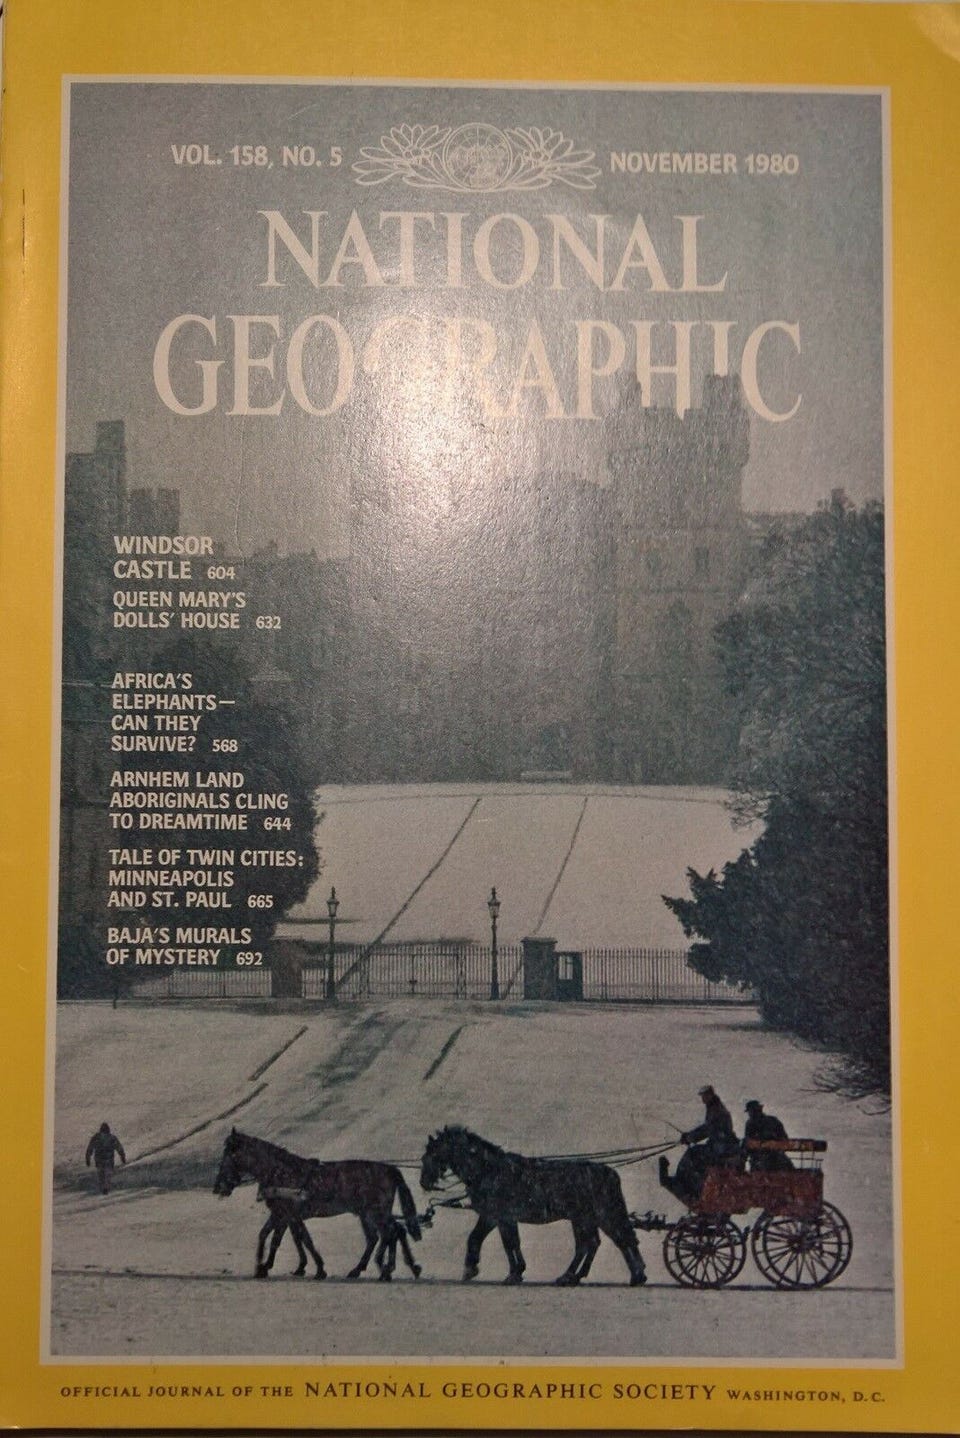 VOL. 158, NO. 5 NOVEMBER 1980
NATIONAL
GEOGRAPHIC
WINDSOR
CASTLE 604
QUEEN MARY'S
DOLLS' HOUSE 632
AFRICA'S
ELEPHANTS—
CAN THEY
SURVIVE? 568
ARNHEM LAND
ABORIGINALS CLING
TO DREAMTIME 644
TALE OF TWIN CITIES:
MINNEAPOLIS
AND ST. PAUL 665
BAJA'S MURALS
OF MYSTERY 692
OFFICIAL JOURNAL OF THE NATIONAL GEOGRAPHIC SOCIETY WASHINGTON, D.C.